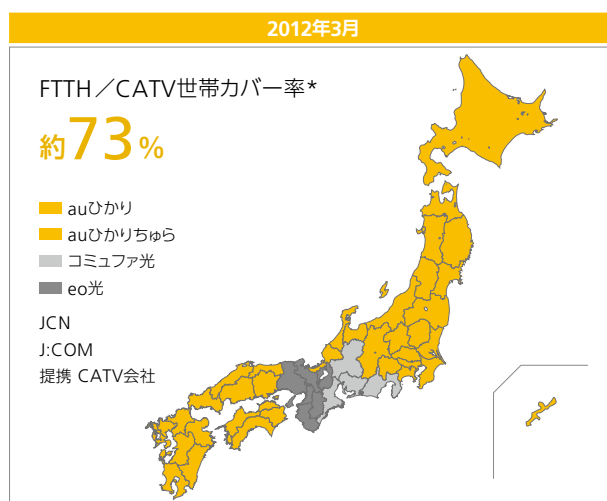 2012年3月
FTTH／CATV世帯カバー率*
約73%
auひかり
auひかりちゅら
コミュファ光
eo光
JCN
J:COM
提携 CATV会社